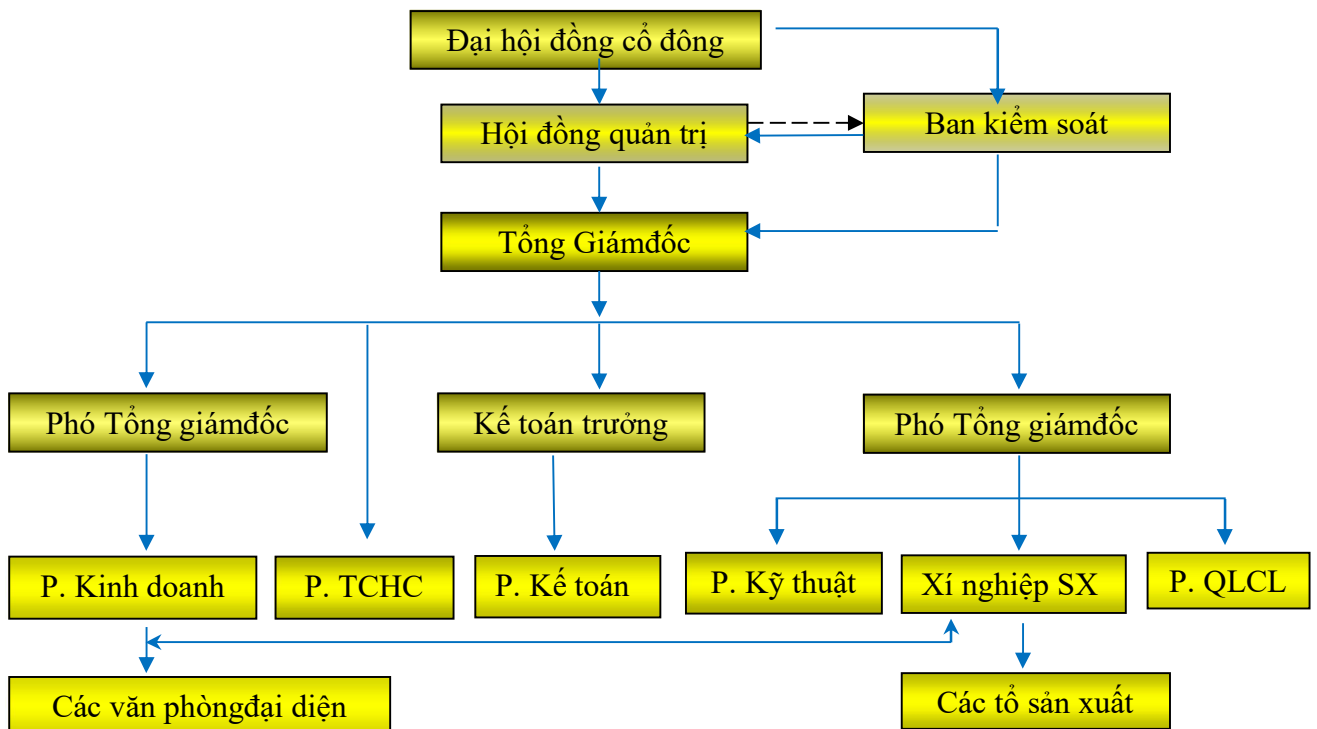 Đại hội đồng cổ đông
Hội đồng quản trị
Ban kiểm soát
Tổng Giámđốc
Phó Tổng giámđốc
Kế toán trưởng
Phó Tổng giámđốc
P. Kinh doanh
P. TCHC
P. Kế toán
P. Kỹ thuật
Xí nghiệp SX
P. QLCL
Các văn phòngđại diện
Các tổ sản xuất